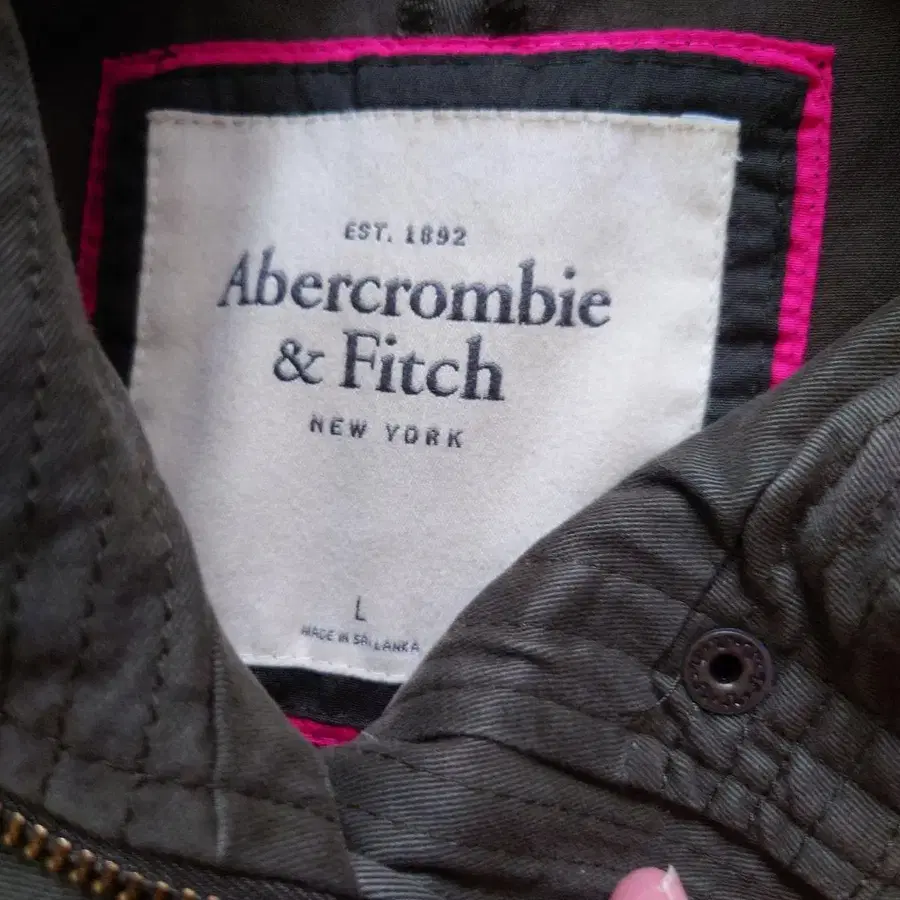 EST. 1892
Abercrombie
& Fitch
NEW YORK
L
MADE IN SRI LANKA